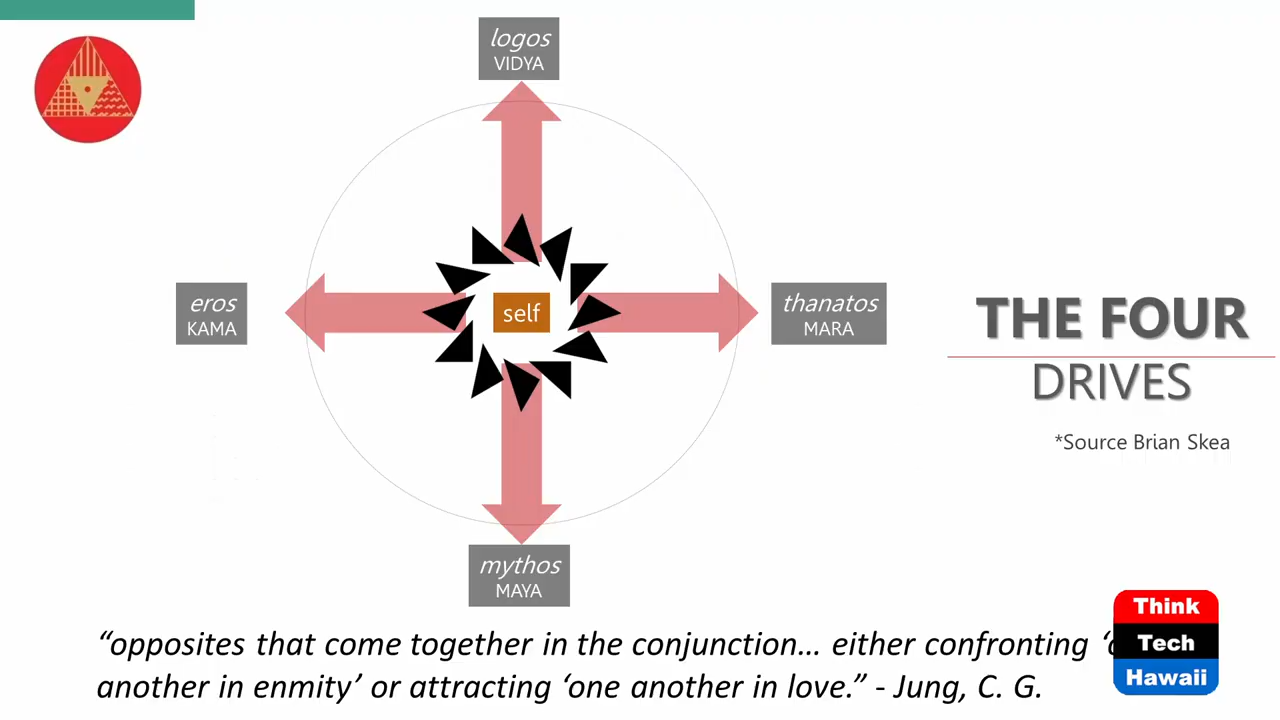 logos
VIDYA
eros
KAMA
self
thanatos
MARA
mythos
MAYA
THE FOUR
DRIVES
*Source Brian Skea
“opposites that come together in the conjunction… either confronting
another in enmity’ or attracting ‘one another in love.” - Jung, C. G.
Think
Tech
Hawaii